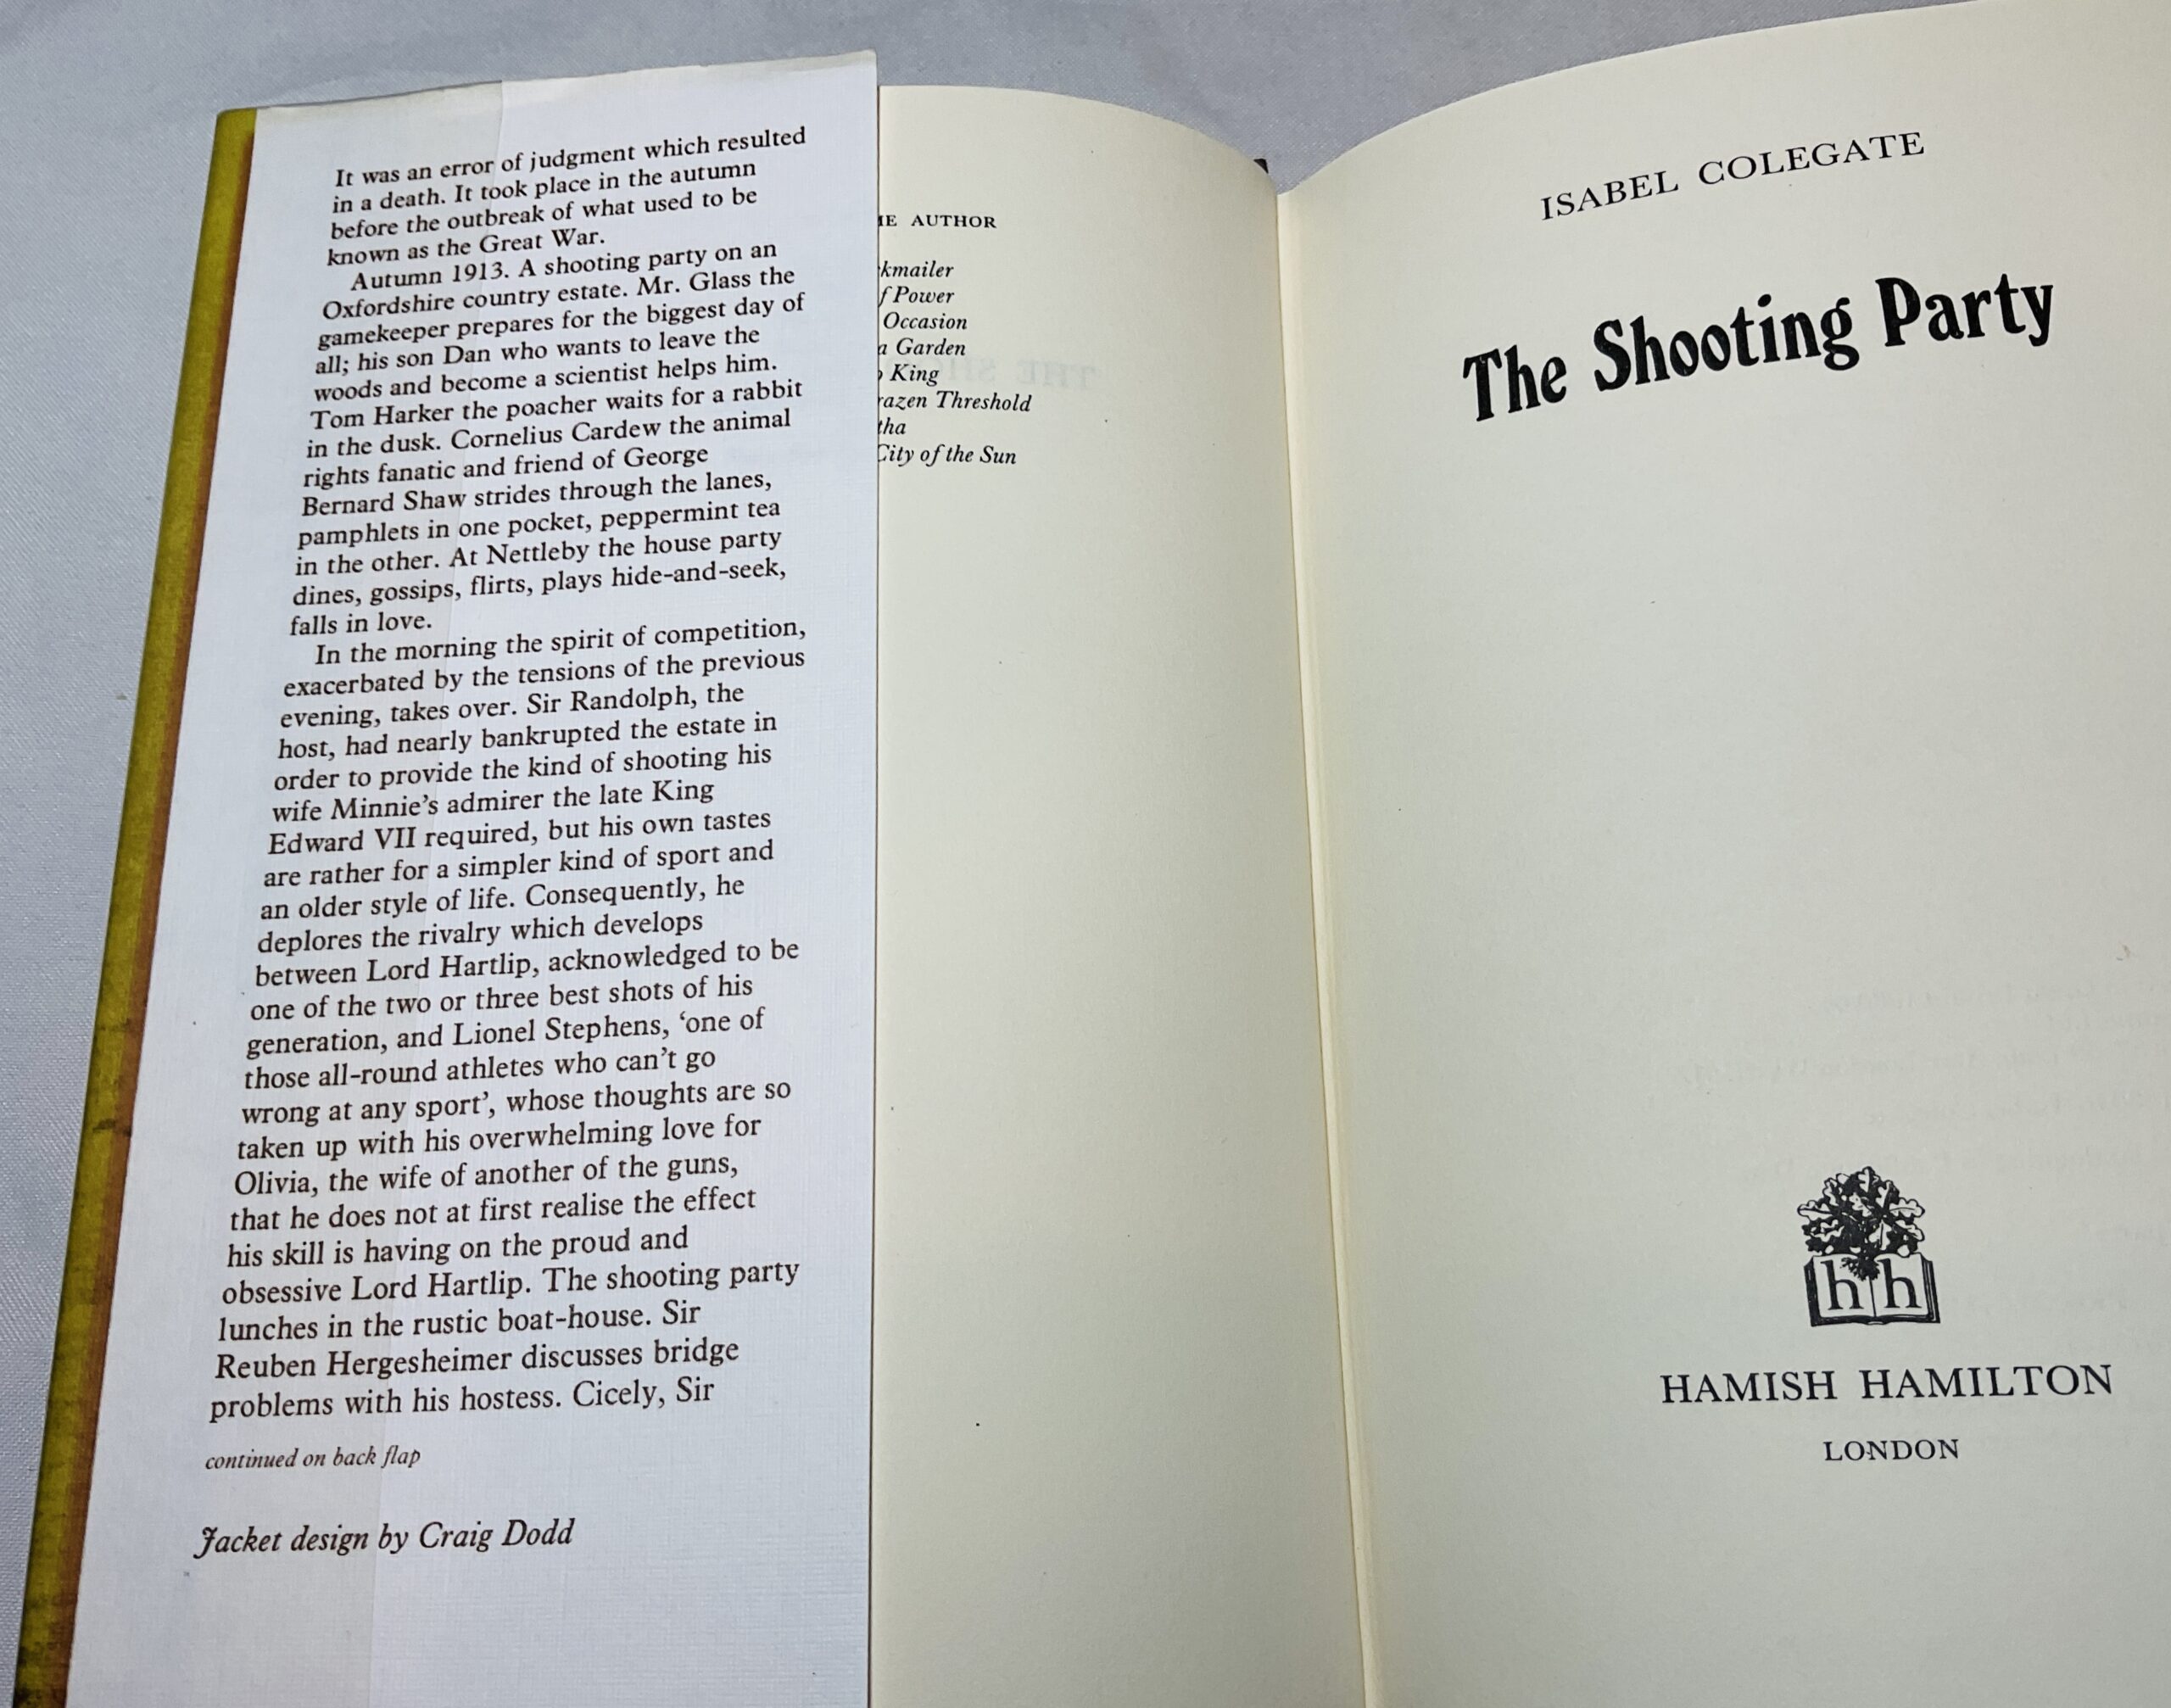 It was an error of judgment which resulted
in a death. It took place in the autumn
before the outbreak of what used to be
known as the Great War.
Autumn 1913. A shooting party on an
Oxfordshire country estate. Mr. Glass the
gamekeeper prepares for the biggest day of
all; his son Dan who wants to leave the
woods and become a scientist helps him.
Tom Harker the poacher waits for a rabbit
in the dusk. Cornelius Cardew the animal
rights fanatic and friend of George
Bernard Shaw strides through the lanes,
pamphlets in one pocket, peppermint tea
in the other. At Nettleby the house party
dines, gossips, flirts, plays hide-and-seek,
falls in love.
In the morning the spirit of competition,
exacerbated by the tensions of the previous
evening, takes over. Sir Randolph, the
host, had nearly bankrupted the estate in
order to provide the kind of shooting his
wife Minnie's admirer the late King
Edward VII required, but his own tastes
are rather for a simpler kind of sport and
an older style of life. Consequently, he
deplores the rivalry which develops
between Lord Hartlip, acknowledged to be
one of the two or three best shots of his
generation, and Lionel Stephens, 'one of
those all-round athletes who can't go
wrong at any sport', whose thoughts are so
taken up with his overwhelming love for
Olivia, the wife of another of the guns,
that he does not at first realise the effect
his skill is having on the proud and
obsessive Lord Hartlip. The shooting party
lunches in the rustic boat-house. Sir
Reuben Hergesheimer discusses bridge
problems with his hostess. Cicely, Sir
continued on back flap
Jacket design by Craig Dodd
AUTHOR
kmailer
f Power
Occasion
a Garden
King
razen Threshold
tha
City of the Sun
ISABEL COLEGATE
The Shooting Party
h h
HAMISH HAMILTON
LONDON